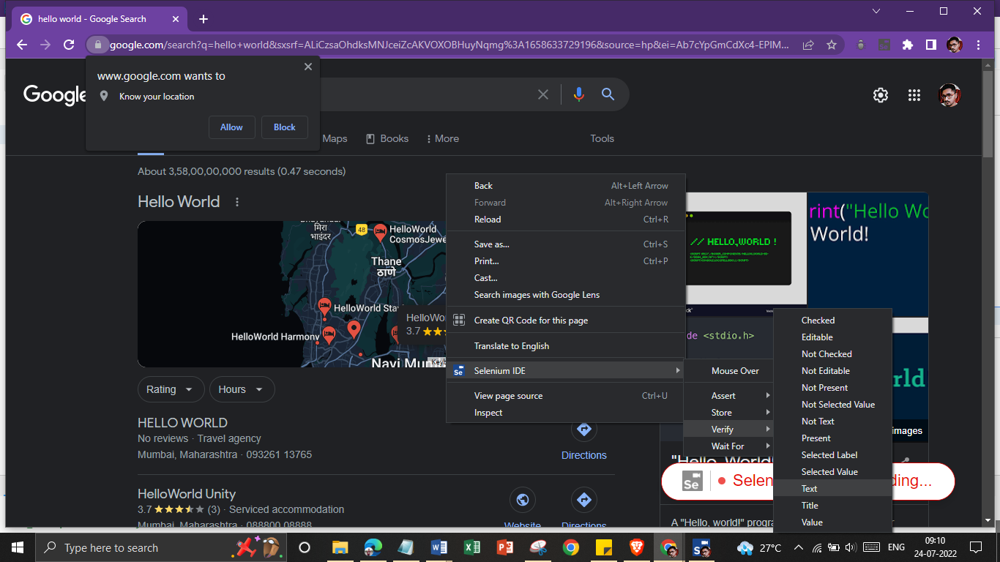 hello world - Google Search
google.com/search?q=hello+world&sxsrf=ALiCzsaOhdksMNJceiZcAKVOXOBHuyNqmg%3A1658633729196&source=hp&ei=Ab7cYpGmCdXc4-EPlM...
www.google.com wants to
Know your location
Allow
Block
Google
Maps
Books
More
Tools
About 3,58,00,00,000 results (0.47 seconds)
Hello World
मिरा
भाइंदर
48
HelloWorld
CosmosJewe
Thane
ठाणे
HelloWorld Sta
HelloWorld Harmony
HelloWo
3.7
Navi Mum
Keyb
Rating
Hours
HELLO WORLD
No reviews · Travel agency
Mumbai, Maharashtra · 093261 13765
Directions
HelloWorld Unity
3.7 (3) · Serviced accommodation
Mumbai, Maharashtra · 088800 08888
Website
Directions
Back Alt+Left Arrow
Forward Alt+Right Arrow
Reload Ctrl+R
Save as... Ctrl+S
Print... Ctrl+P
Cast...
Search images with Google Lens
Create QR Code for this page
Translate to English
Se Selenium IDE
View page source Ctrl+U
Inspect
Mouse Over
Assert
Store
Verify
Wait For
Checked
Editable
Not Checked
Not Editable
Not Present
Not Selected Value
Not Text
Present
Selected Label
Selected Value
Text
Title
Value
// HELLO,WORLD !
rint("Hello Wo
World!
de <stdio.h>
rld
images
"Hello, World!
Se Selen ding...
A "Hello, world!" progra
Type here to search
27°C
ENG
09:10
24-07-2022